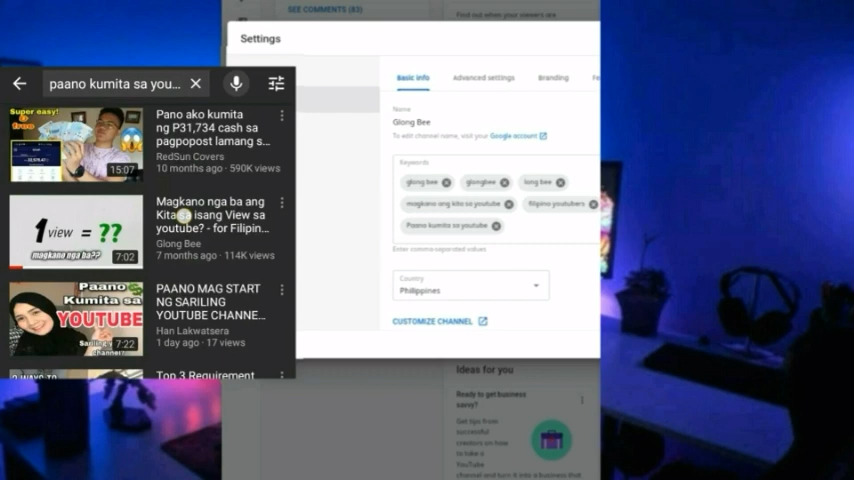 SEE COMMENTS (83)
Find out when your viewers are
Settings
paano kumita sa you...
Super easy!
15:07
Pano ako kumita
ng P31,734 cash sa
pagpopost lamang s...
RedSun Covers
10 months ago · 590K views
1 view = ??
magkano nga ba??
7:02
Magkano nga ba ang
Kita sa isang View sa
youtube? - for Filipin...
Glong Bee
7 months ago · 114K views
Paano
Kumita sa
YOUTUBE
7:22
PAANO MAG START
NG SARILING
YOUTUBE CHANNE...
Han Lakwatsera
1 day ago · 17 views
Top 3 Requirement
Basic info
Advanced settings
Branding
Name
Glong Bee
To edit channel name, visit your Google account
Keywords
glong bee
glongbee
long bee
magkano ang kita sa youtube
filipino youtubers
Paano kumita sa youtube
Enter comma-separated values
Country
Philippines
CUSTOMIZE CHANNEL
Ideas for you
Ready to get business
savvy?
Get tips from
successful
creators on how
to take a
YouTube
channel and turn it into a business that